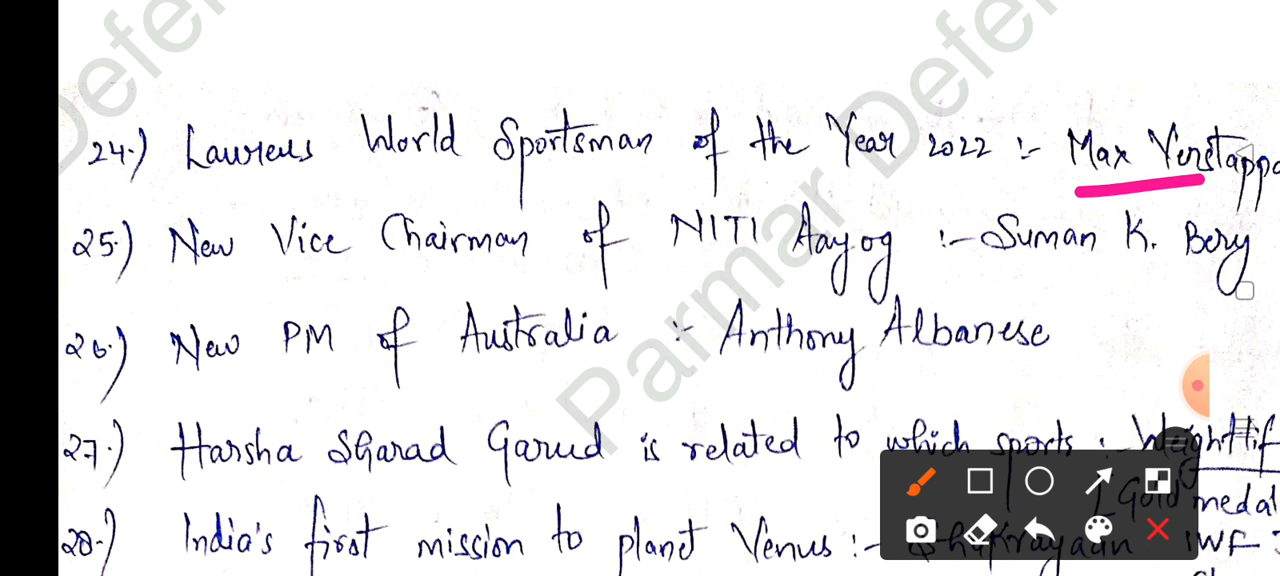 24.) Laureus World Sportsman of the Year 2022 :- Max Verstappe
25.) New Vice Chairman of NITI Aayog :- Suman K. Bery
26.) New PM of Australia :- Anthony Albanese
27.) Harsha Sharad Garud is related to which sports : Weightlif
Gold medal
28.) India's first mission to planet Venus :- Shukrayaan IWF
Parmar Defe